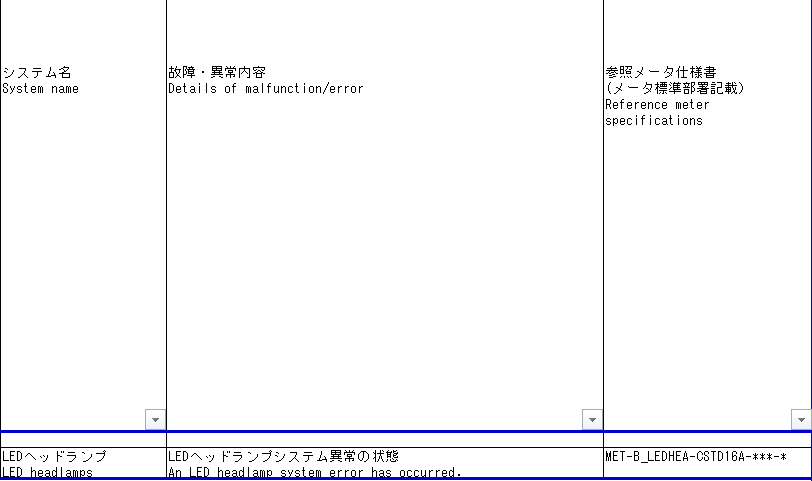 システム名
System name
故障・異常内容
Details of malfunction/error
参照メータ仕様書
(メータ標準部署記載)
Reference meter
specifications
LEDヘッドランプ
LED headlamps
LEDヘッドランプシステム異常の状態
An LED headlamp system error has occurred.
MET-B_LEDHEA-CSTD16A-***-*